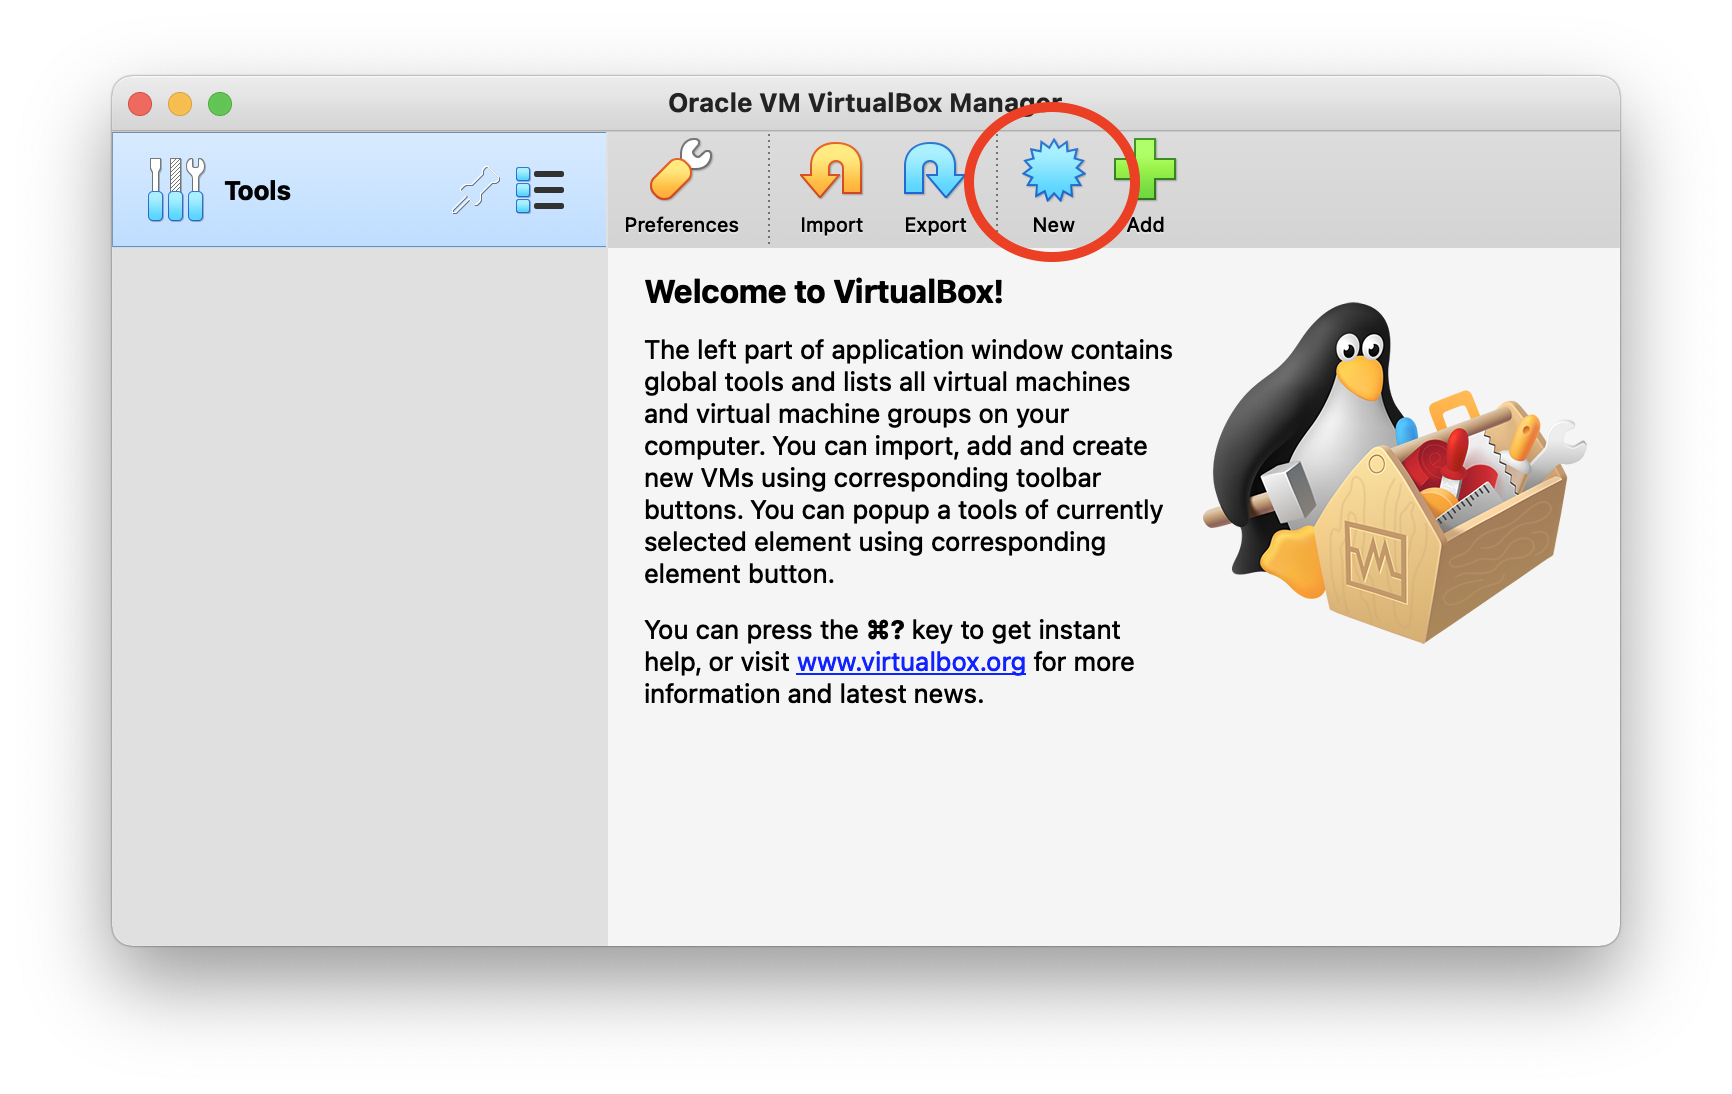 Oracle VM VirtualBox Manager
Tools
Preferences
Import
Export
New
Add
Welcome to VirtualBox!
The left part of application window contains
global tools and lists all virtual machines
and virtual machine groups on your
computer. You can import, add and create
new VMs using corresponding toolbar
buttons. You can popup a tools of currently
selected element using corresponding
element button.
You can press the ⌘? key to get instant
help, or visit www.virtualbox.org for more
information and latest news.